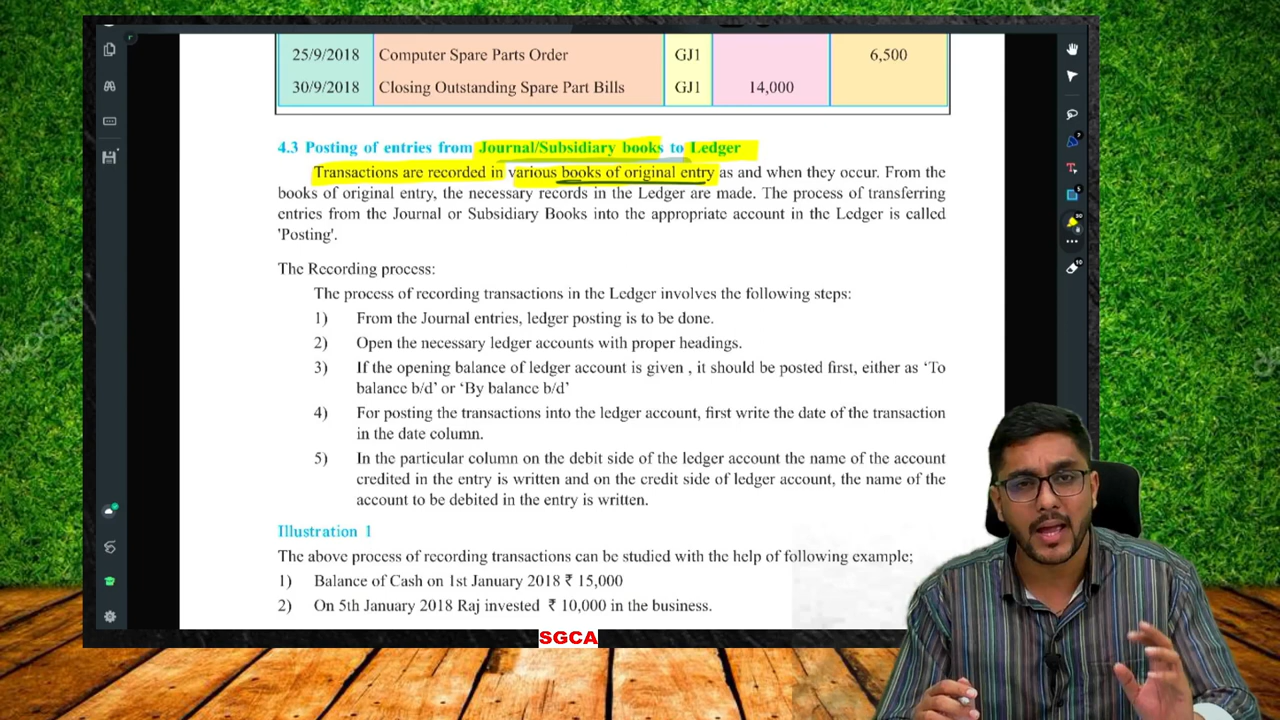 25/9/2018 Computer Spare Parts Order GJ1 6,500
30/9/2018 Closing Outstanding Spare Part Bills GJ1 14,000
4.3 Posting of entries from Journal/Subsidiary books to Ledger
Transactions are recorded in various books of original entry as and when they occur. From the
books of original entry, the necessary records in the Ledger are made. The process of transferring
entries from the Journal or Subsidiary Books into the appropriate account in the Ledger is called
'Posting'.
The Recording process:
The process of recording transactions in the Ledger involves the following steps:
1) From the Journal entries, ledger posting is to be done.
2) Open the necessary ledger accounts with proper headings.
3) If the opening balance of ledger account is given , it should be posted first, either as ‘To
balance b/d’ or ‘By balance b/d’
4) For posting the transactions into the ledger account, first write the date of the transaction
in the date column.
5) In the particular column on the debit side of the ledger account the name of the account
credited in the entry is written and on the credit side of ledger account, the name of the
account to be debited in the entry is written.
Illustration 1
The above process of recording transactions can be studied with the help of following example;
1) Balance of Cash on 1st January 2018 ₹ 15,000
2) On 5th January 2018 Raj invested ₹ 10,000 in the business.
SGCA